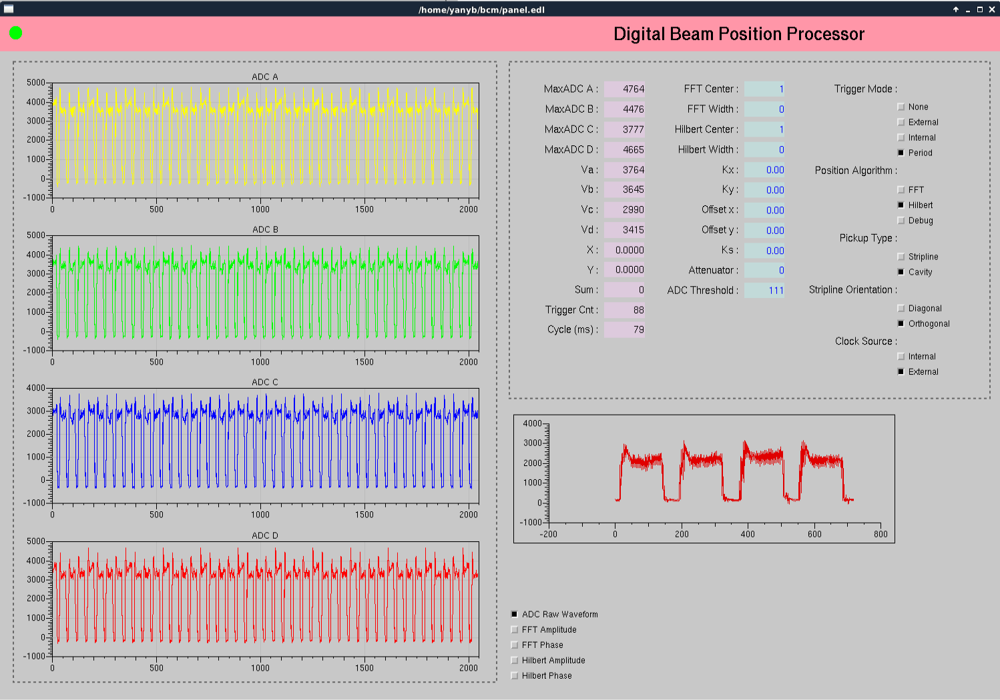 /home/yanyb/bcm/panel.edl
Digital Beam Position Processor
ADC A
5000
4000
3000
2000
1000
0
-1000
0 500 1000 1500 2000
ADC B
5000
4000
3000
2000
1000
0
-1000
0 500 1000 1500 2000
ADC C
4000
3000
2000
1000
0
-1000
0 500 1000 1500 2000
ADC D
5000
4000
3000
2000
1000
0
-1000
0 500 1000 1500 2000
MaxADC A : 4764
MaxADC B : 4476
MaxADC C : 3777
MaxADC D : 4665
Va : 3764
Vb : 3645
Vc : 2990
Vd : 3415
X : 0.0000
Y : 0.0000
Sum : 0
Trigger Cnt : 88
Cycle (ms) : 79
FFT Center : 1
FFT Width : 0
Hilbert Center : 1
Hilbert Width : 0
Kx : 0.00
Ky : 0.00
Offset x : 0.00
Offset y : 0.00
Ks : 0.00
Attenuator : 0
ADC Threshold : 111
Trigger Mode :
None
External
Internal
Period
Position Algorithm :
FFT
Hilbert
Debug
Pickup Type :
Stripline
Cavity
Stripline Orientation :
Diagonal
Orthogonal
Clock Source :
Internal
External
4000
3000
2000
1000
0
-1000
-200 0 200 400 600 800
ADC Raw Waveform
FFT Amplitude
FFT Phase
Hilbert Amplitude
Hilbert Phase